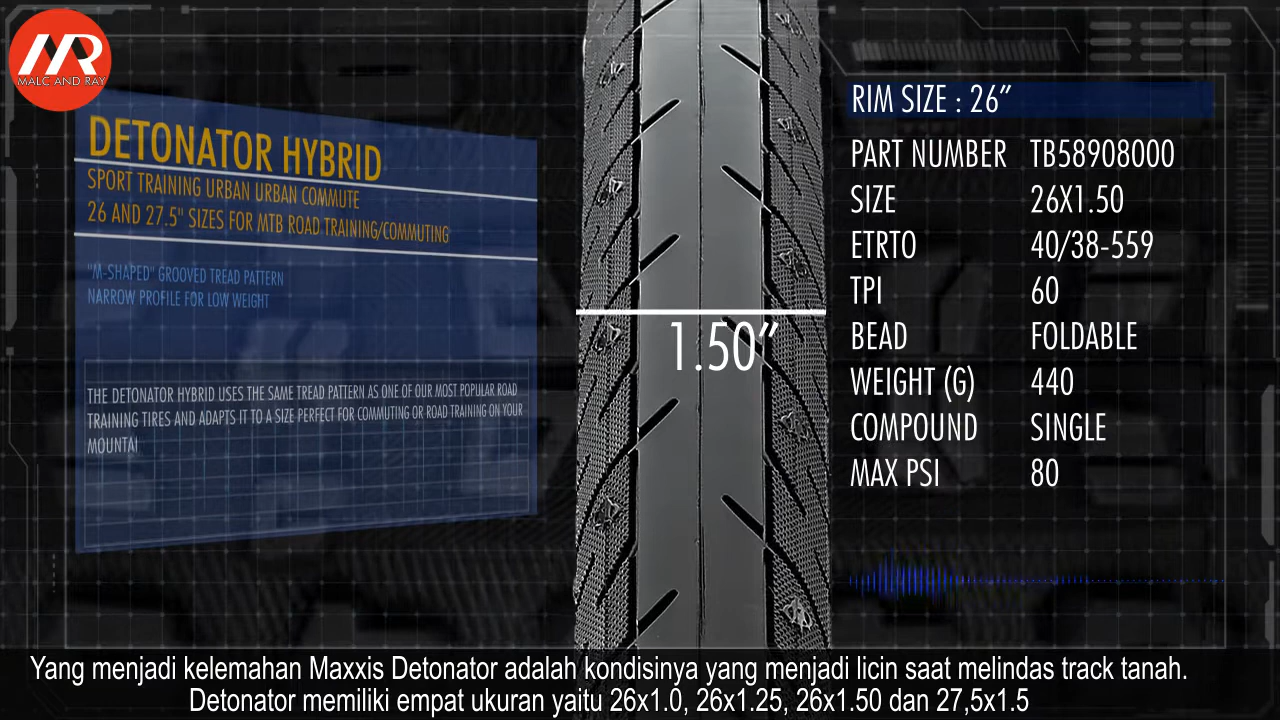 MR
MALC AND RAY
DETONATOR HYBRID
SPORT TRAINING URBAN URBAN COMMUTE
26 AND 27.5" SIZES FOR MTB ROAD TRAINING/COMMUTING
"M-SHAPED" GROOVED TREAD PATTERN
NARROW PROFILE FOR LOW WEIGHT
THE DETONATOR HYBRID USES THE SAME TREAD PATTERN AS ONE OF OUR MOST POPULAR ROAD
TRAINING TIRES AND ADAPTS IT TO A SIZE PERFECT FOR COMMUTING OR ROAD TRAINING ON YOUR
MOUNTAI
1.50"
RIM SIZE : 26"
PART NUMBER TB58908000
SIZE 26X1.50
ETRTO 40/38-559
TPI 60
BEAD FOLDABLE
WEIGHT (G) 440
COMPOUND SINGLE
MAX PSI 80
Yang menjadi kelemahan Maxxis Detonator adalah kondisinya yang menjadi licin saat melindas track tanah.
Detonator memiliki empat ukuran yaitu 26x1.0, 26x1.25, 26x1.50 dan 27,5x1.5